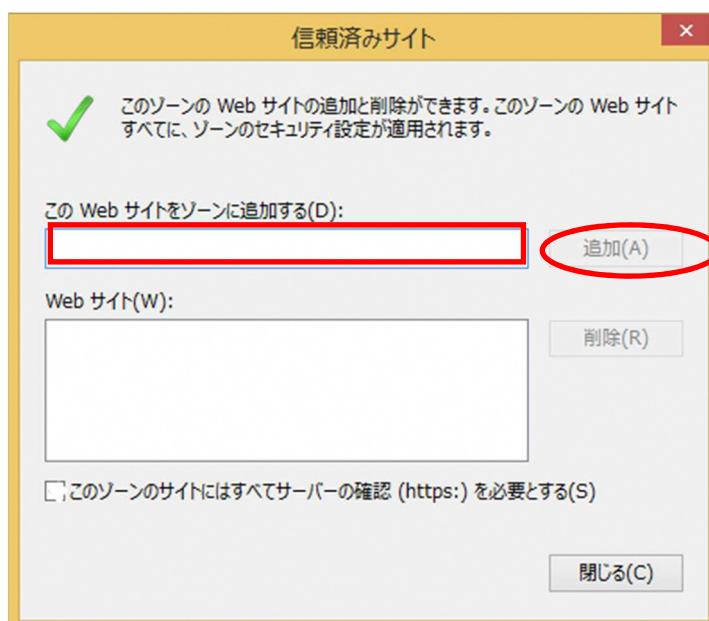 信頼済みサイト
このゾーンの Web サイトの追加と削除ができます。このゾーンの Web サイト
すべてに、ゾーンのセキュリティ設定が適用されます。
この Web サイトをゾーンに追加する(D):
追加(A)
Web サイト(W):
削除(R)
このゾーンのサイトにはすべてサーバーの確認 (https:) を必要とする(S)
閉じる(C)